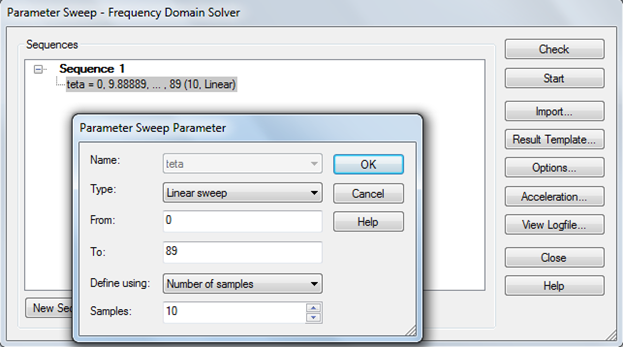 Parameter Sweep - Frequency Domain Solver
Sequences
Sequence 1
teta = 0, 9.88889, ... , 89 (10, Linear)
Check
Start
Import...
Result Template...
Options...
Acceleration...
View Logfile...
Close
Help
New
Parameter Sweep Parameter
Name: teta
Type: Linear sweep
From: 0
To: 89
Define using: Number of samples
Samples: 10
OK
Cancel
Help